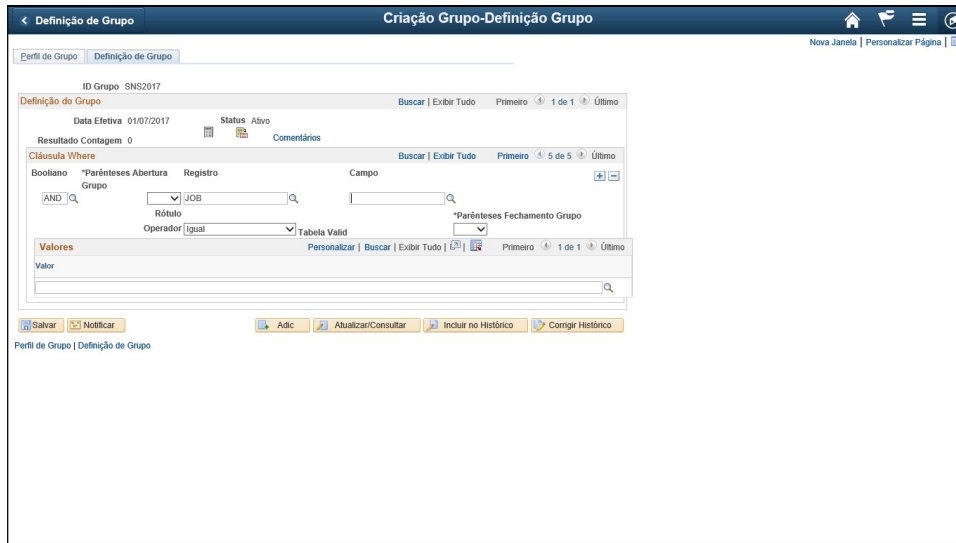 Definição de Grupo
Criação Grupo-Definição Grupo
Nova Janela | Personalizar Página |
Perfil de Grupo Definição de Grupo
ID Grupo SNS2017
Definição do Grupo Buscar | Exibir Tudo Primeiro 1 de 1 Último
Data Efetiva 01/07/2017 Status Ativo
Resultado Contagem 0 Comentários
Cláusula Where Buscar | Exibir Tudo Primeiro 5 de 5 Último
Booliano *Parênteses Abertura Grupo Registro Campo
AND JOB
Rótulo *Parênteses Fechamento Grupo
Operador Igual Tabela Valid
Valores Personalizar | Buscar | Exibir Tudo | | Primeiro 1 de 1 Último
Valor
Salvar Notificar Adic Atualizar/Consultar Incluir no Histórico Corrigir Histórico
Perfil de Grupo | Definição de Grupo